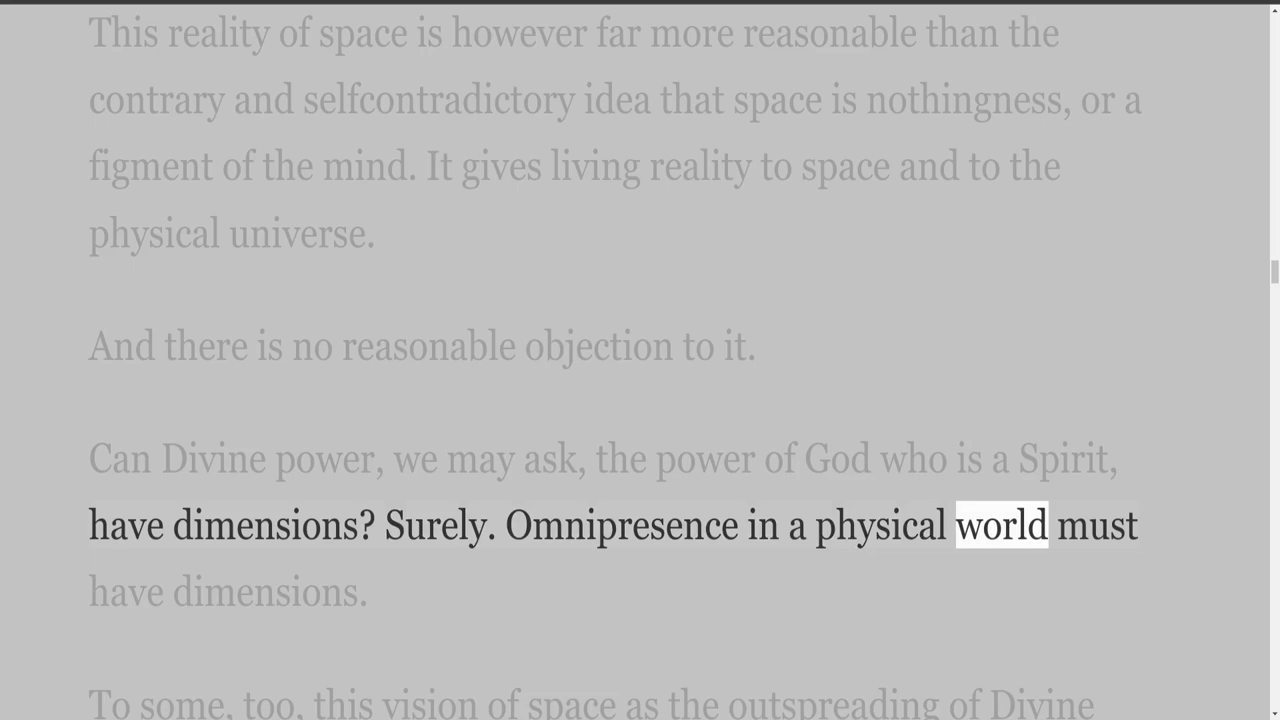 This reality of space is however far more reasonable than the
contrary and selfcontradictory idea that space is nothingness, or a
figment of the mind. It gives living reality to space and to the
physical universe.
And there is no reasonable objection to it.
Can Divine power, we may ask, the power of God who is a Spirit,
have dimensions? Surely. Omnipresence in a physical world must
have dimensions.
To some, too, this vision of space as the outspreading of Divine